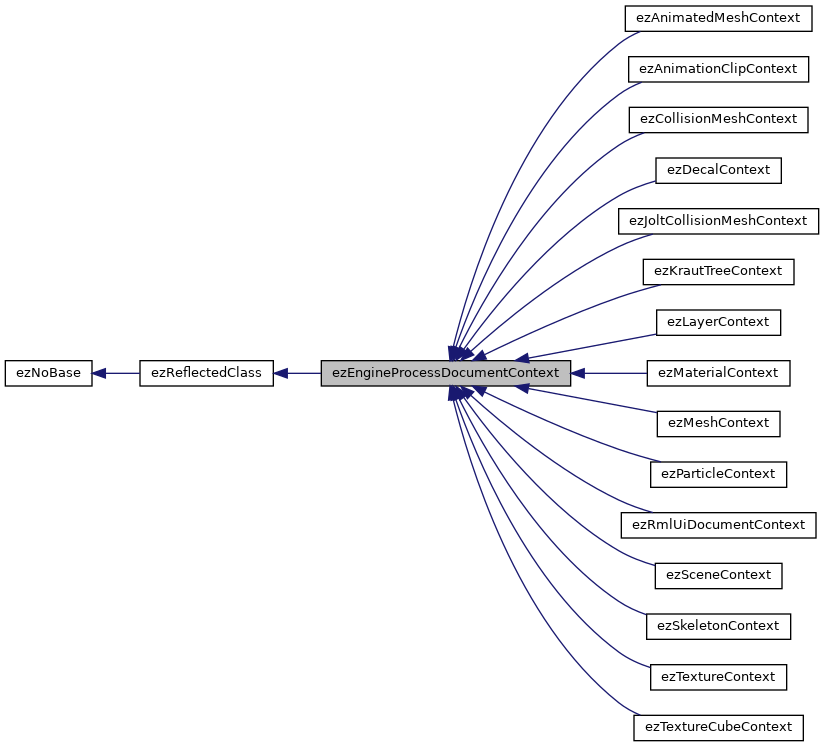 ezAnimatedMeshContext
ezAnimationClipContext
ezCollisionMeshContext
ezDecalContext
ezJoltCollisionMeshContext
ezKrautTreeContext
ezLayerContext
ezNoBase
ezReflectedClass
ezEngineProcessDocumentContext
ezMaterialContext
ezMeshContext
ezParticleContext
ezRmlUiDocumentContext
ezSceneContext
ezSkeletonContext
ezTextureContext
ezTextureCubeContext